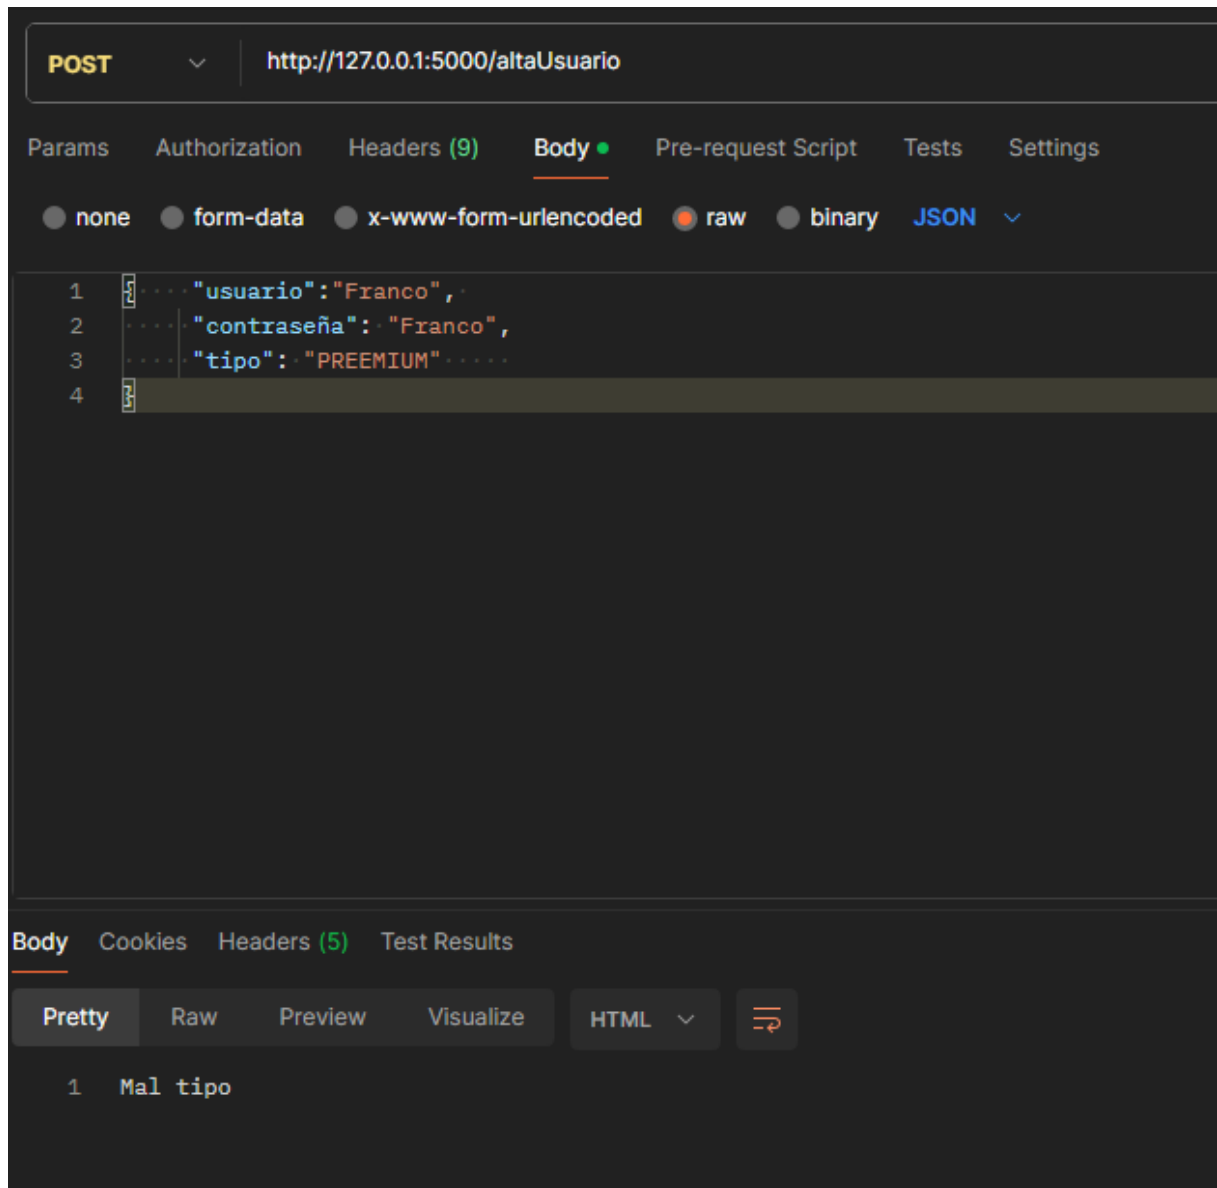 POST http://127.0.0.1:5000/altaUsuario
Params Authorization Headers (9) Body Pre-request Script Tests Settings
none form-data x-www-form-urlencoded raw binary JSON
1 { "usuario":"Franco",
2 "contraseña": "Franco",
3 "tipo": "PREEMIUM"
4 }
Body Cookies Headers (5) Test Results
Pretty Raw Preview Visualize HTML
1 Mal tipo